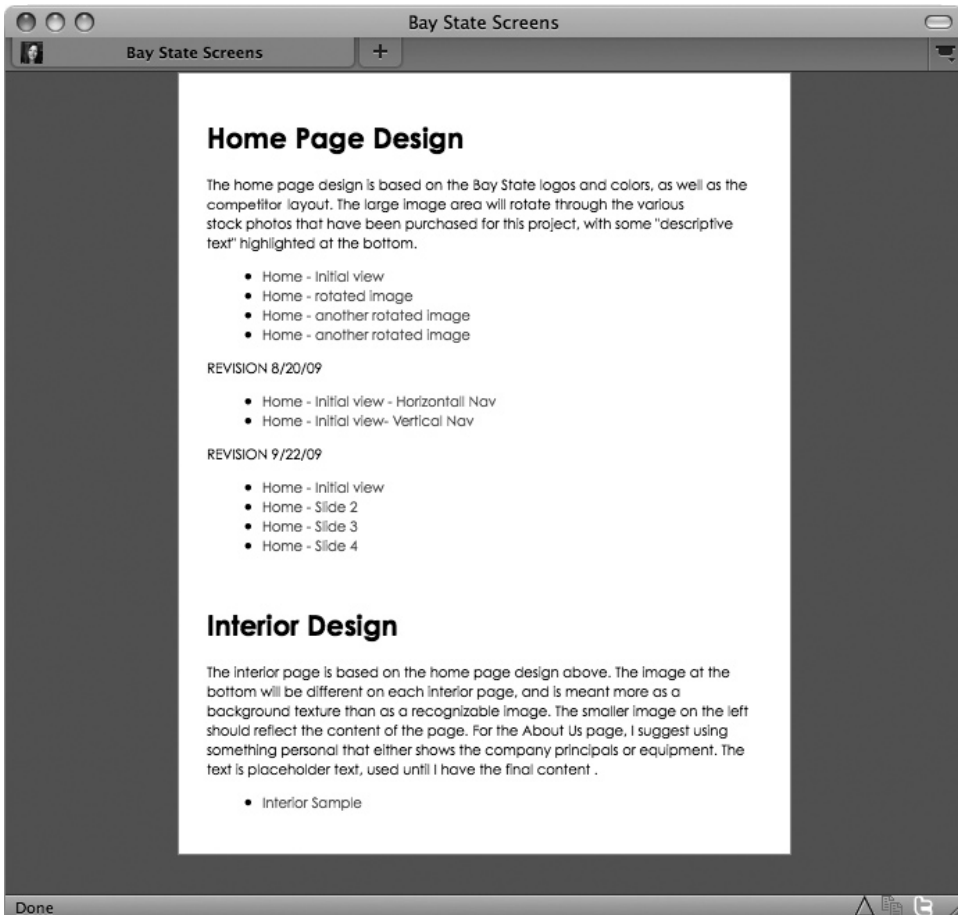 Bay State Screens
Bay State Screens
Home Page Design
The home page design is based on the Bay State logos and colors, as well as the
competitor layout. The large image area will rotate through the various
stock photos that have been purchased for this project, with some "descriptive
text" highlighted at the bottom.
• Home - Initial view
• Home - rotated image
• Home - another rotated image
• Home - another rotated image
REVISION 8/20/09
• Home - Initial view - Horizontall Nav
• Home - Initial view- Vertical Nav
REVISION 9/22/09
• Home - Initial view
• Home - Slide 2
• Home - Slide 3
• Home - Slide 4
Interior Design
The interior page is based on the home page design above. The image at the
bottom will be different on each interior page, and is meant more as a
background texture than as a recognizable image. The smaller image on the left
should reflect the content of the page. For the About Us page, I suggest using
something personal that either shows the company principals or equipment. The
text is placeholder text, used until I have the final content .
• Interior Sample
Done